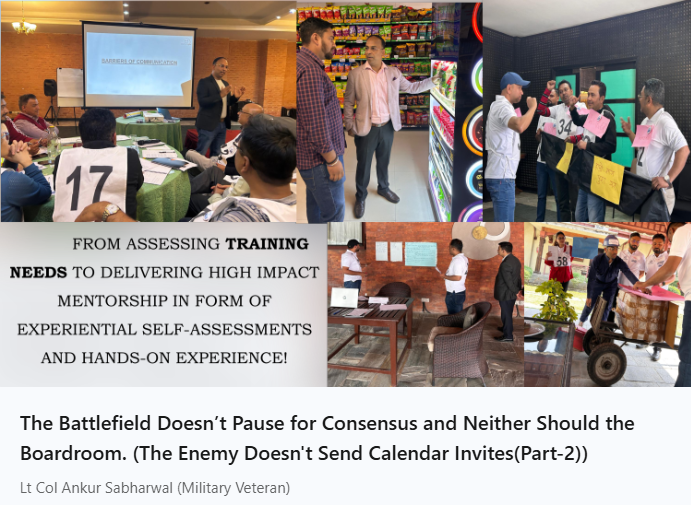 BARRIERS OF COMMUNICATION
17
34
2
58
FROM ASSESSING TRAINING
NEEDS TO DELIVERING HIGH IMPACT
MENTORSHIP IN FORM OF
EXPERIENTIAL SELF-ASSESSMENTS
AND HANDS-ON EXPERIENCE!
The Battlefield Doesn’t Pause for Consensus and Neither Should the
Boardroom. (The Enemy Doesn't Send Calendar Invites(Part-2))
Lt Col Ankur Sabharwal (Military Veteran)